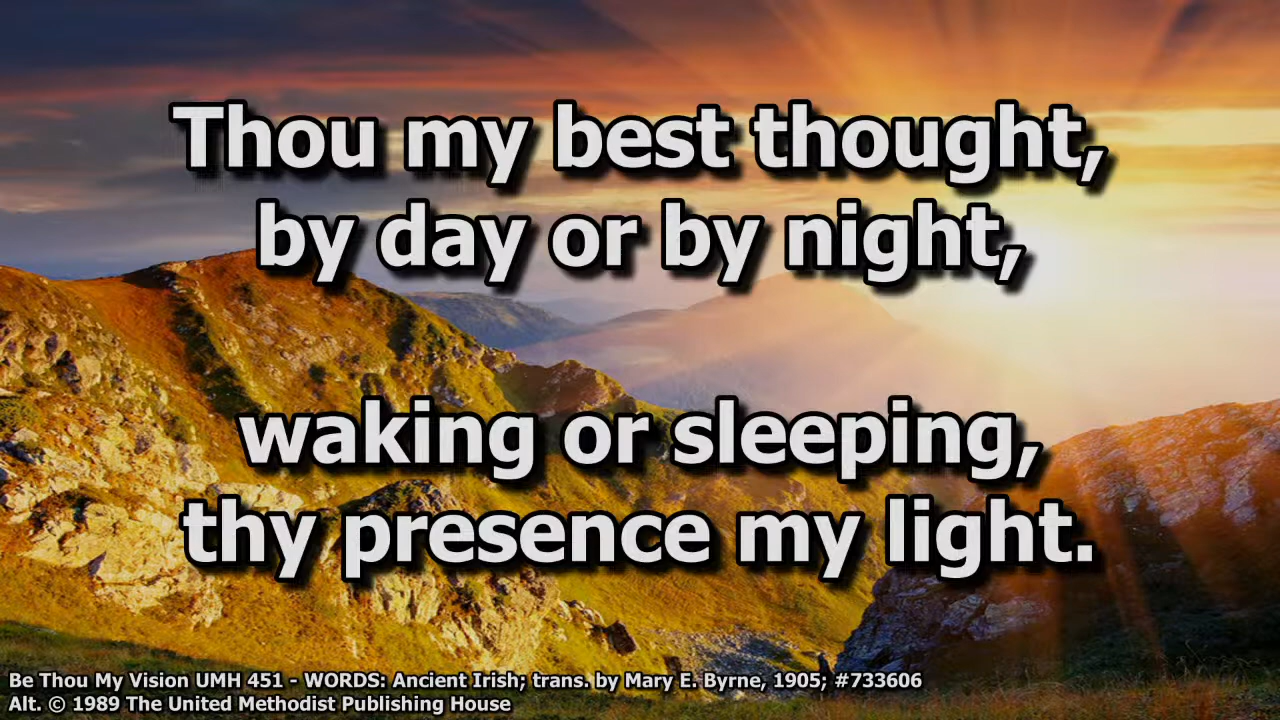 Thou my best thought,
by day or by night,
waking or sleeping,
thy presence my light.
Be Thou My Vision UMH 451 - WORDS: Ancient Irish; trans. by Mary E. Byrne, 1905; #733606
Alt. © 1989 The United Methodist Publishing House